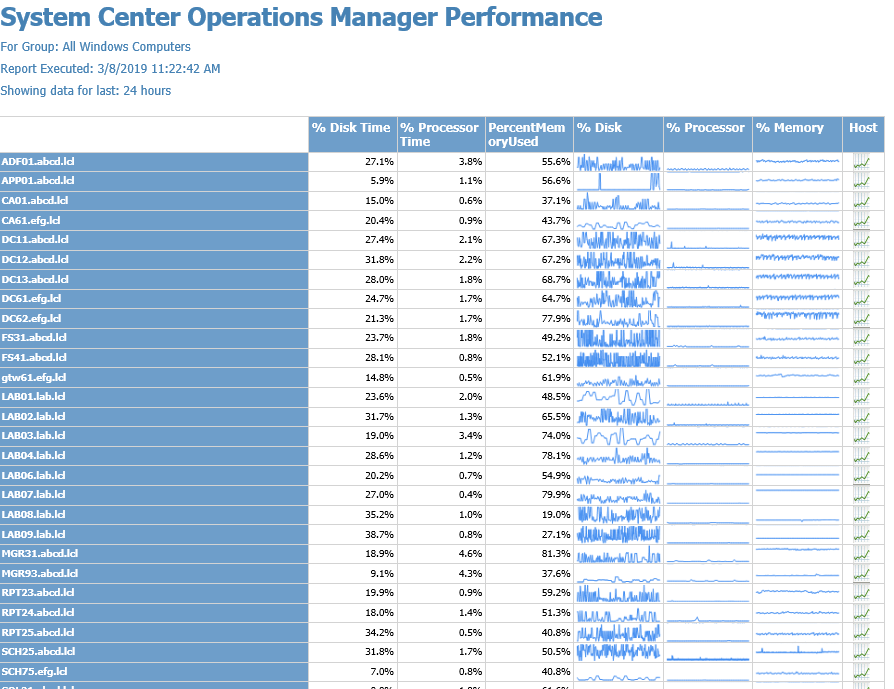 System Center Operations Manager Performance
For Group: All Windows Computers
Report Executed: 3/8/2019 11:22:42 AM
Showing data for last: 24 hours
% Disk Time % Processor Time PercentMemoryUsed % Disk % Processor % Memory Host
ADF01.abcd.lcl 27.1% 3.8% 55.6%
APP01.abcd.lcl 5.9% 1.1% 56.6%
CA01.abcd.lcl 15.0% 0.6% 37.1%
CA61.efg.lcl 20.4% 0.9% 43.7%
DC11.abcd.lcl 27.4% 2.1% 67.3%
DC12.abcd.lcl 31.8% 2.2% 67.2%
DC13.abcd.lcl 28.0% 1.8% 68.7%
DC61.efg.lcl 24.7% 1.7% 64.7%
DC62.efg.lcl 21.3% 1.7% 77.9%
FS31.abcd.lcl 23.7% 1.8% 49.2%
FS41.abcd.lcl 28.1% 0.8% 52.1%
gtw61.efg.lcl 14.8% 0.5% 61.9%
LAB01.lab.lcl 23.6% 2.0% 48.5%
LAB02.lab.lcl 31.7% 1.3% 65.5%
LAB03.lab.lcl 19.0% 3.4% 74.0%
LAB04.lab.lcl 28.6% 1.2% 78.1%
LAB06.lab.lcl 20.2% 0.7% 54.9%
LAB07.lab.lcl 27.0% 0.4% 79.9%
LAB08.lab.lcl 35.2% 1.0% 19.0%
LAB09.lab.lcl 38.7% 0.8% 27.1%
MGR31.abcd.lcl 18.9% 4.6% 81.3%
MGR93.abcd.lcl 9.1% 4.3% 37.6%
RPT23.abcd.lcl 19.9% 0.9% 59.2%
RPT24.abcd.lcl 18.0% 1.4% 51.3%
RPT25.abcd.lcl 34.2% 0.5% 40.8%
SCH25.abcd.lcl 31.8% 1.7% 50.5%
SCH75.efg.lcl 7.0% 0.8% 40.8%